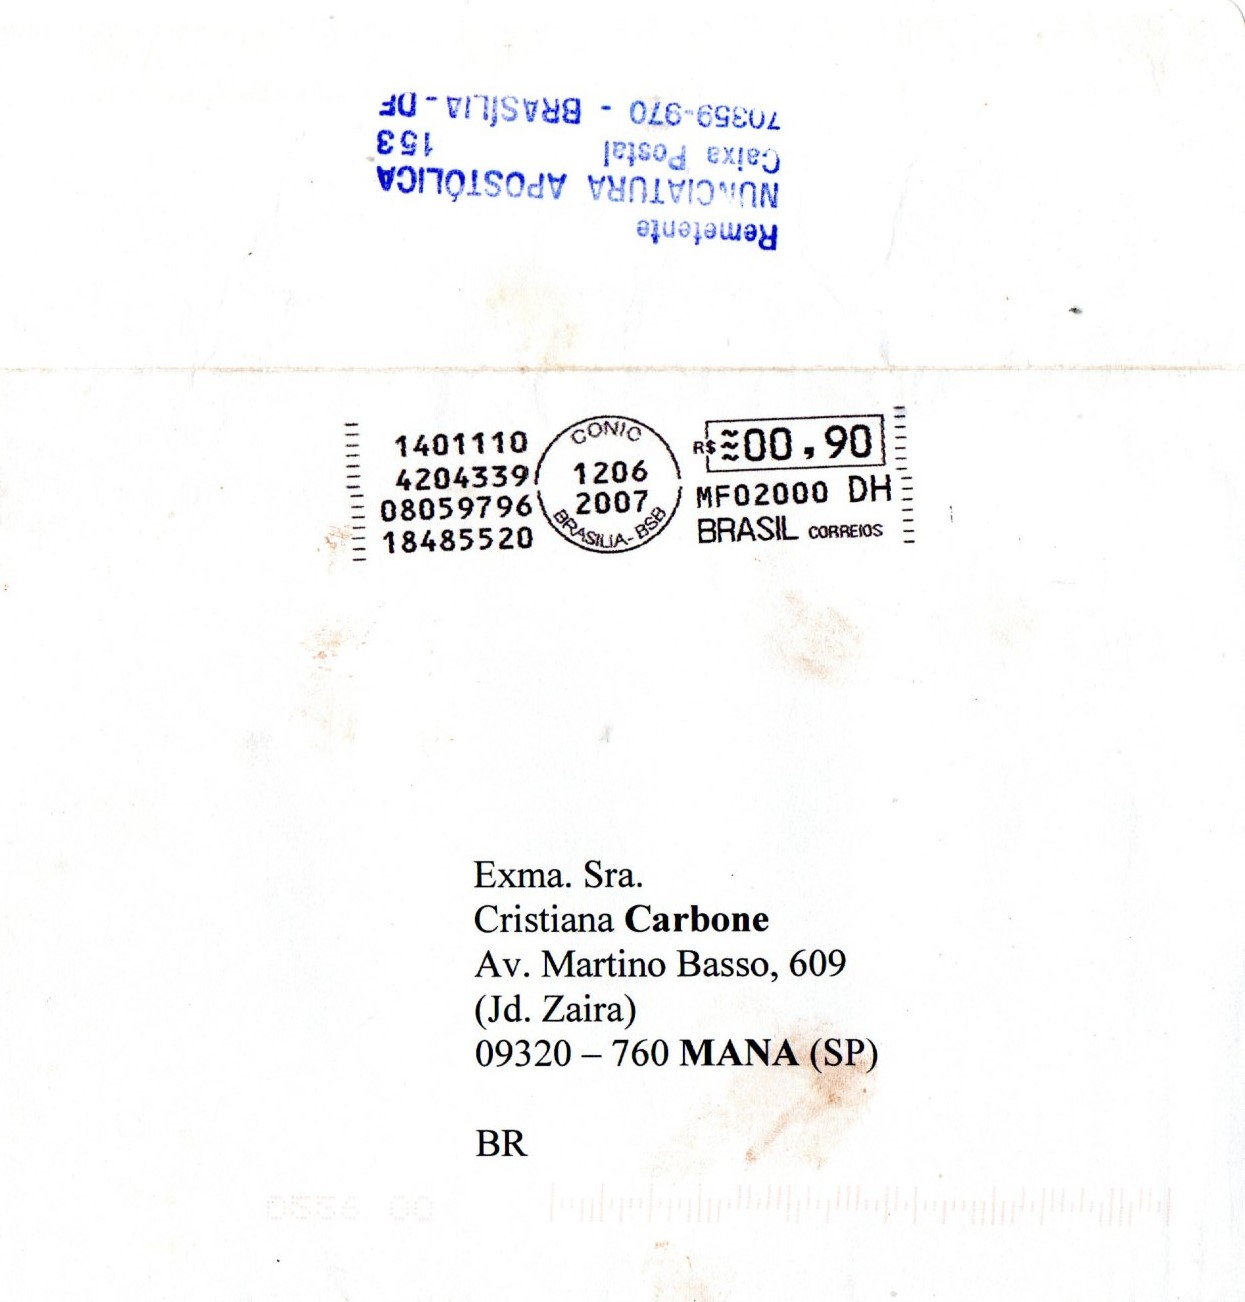 Remetente
NUNCIATURA APOSTÓLICA
Caixa Postal 153
70359-970 - BRASÍLIA - DF
1401110
4204339
08059796
18485520
CONIC
1206
2007
BRASILIA-BSB
R$ 00,90
MF02000 DH
BRASIL CORREIOS
Exma. Sra.
Cristiana Carbone
Av. Martino Basso, 609
(Jd. Zaira)
09320 – 760 MANA (SP)
BR